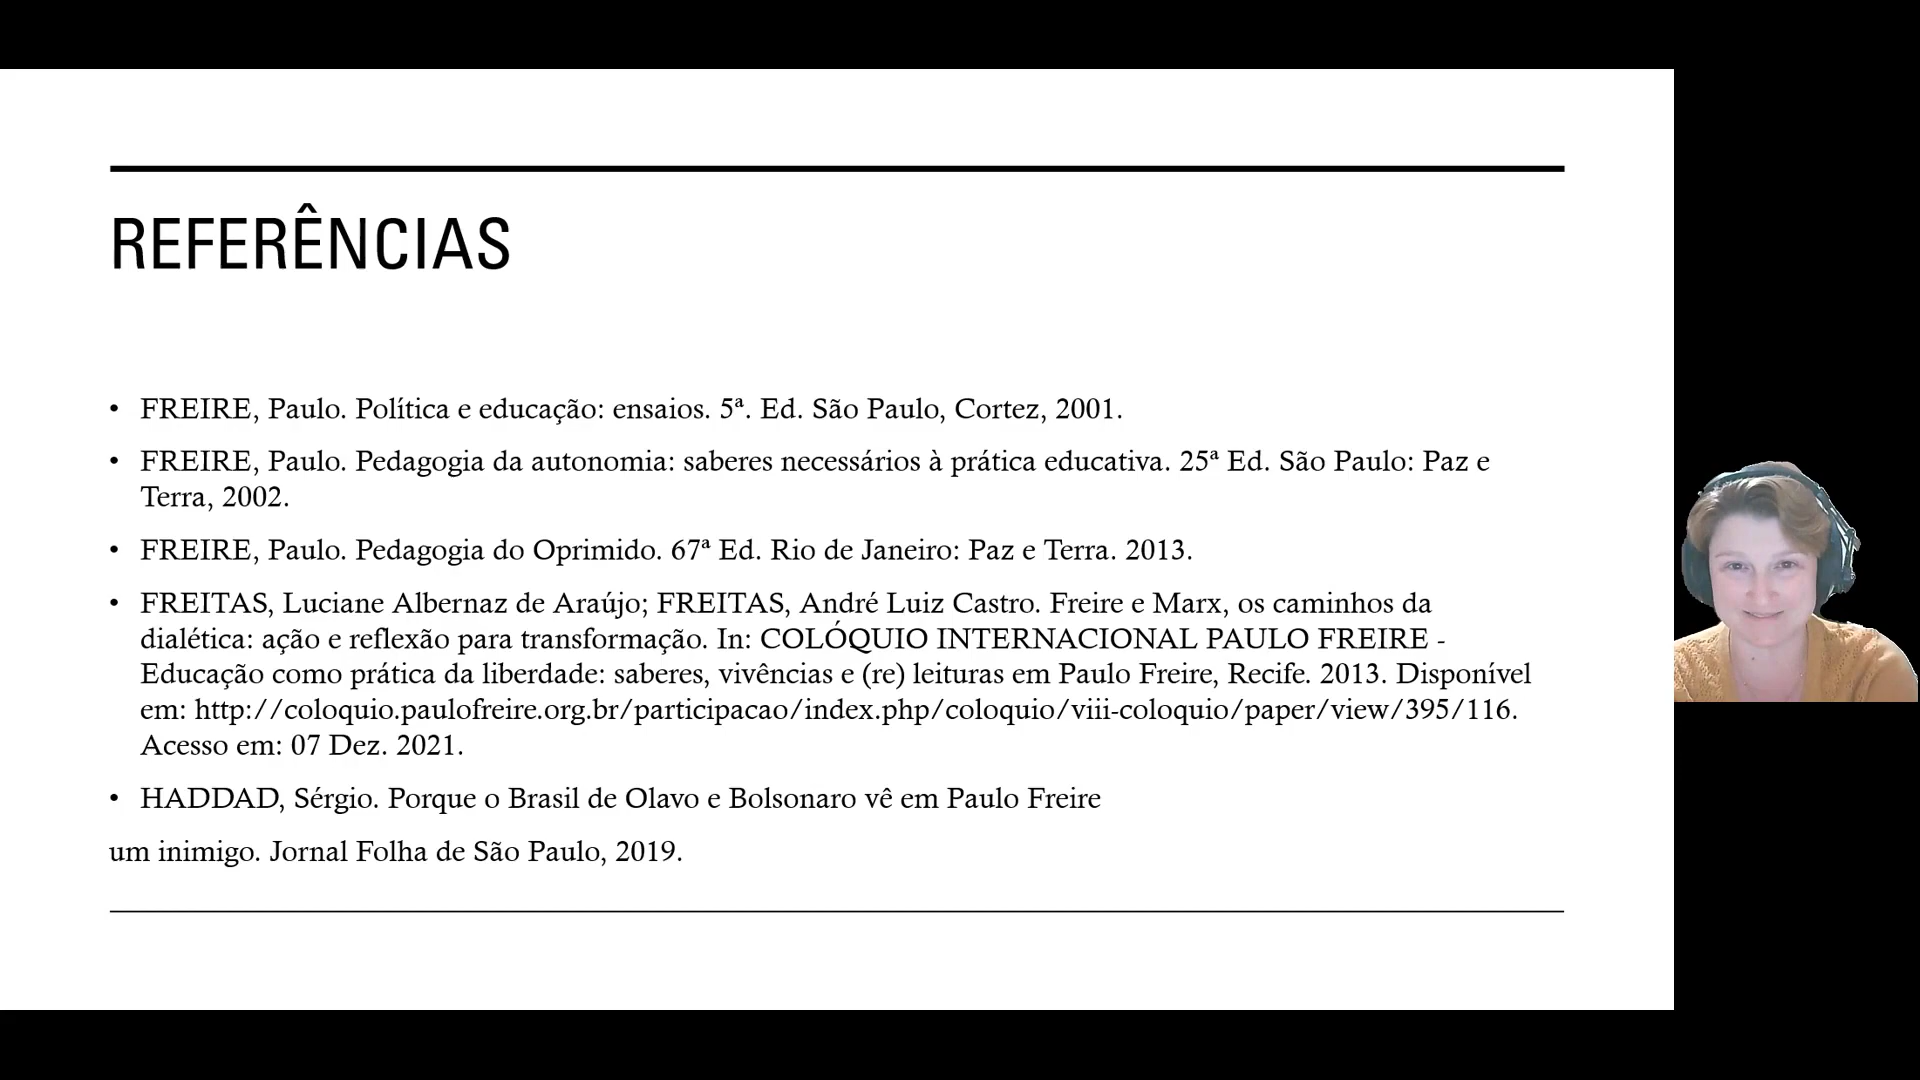 REFERÊNCIAS
• FREIRE, Paulo. Política e educação: ensaios. 5ª. Ed. São Paulo, Cortez, 2001.
• FREIRE, Paulo. Pedagogia da autonomia: saberes necessários à prática educativa. 25ª Ed. São Paulo: Paz e
Terra, 2002.
• FREIRE, Paulo. Pedagogia do Oprimido. 67ª Ed. Rio de Janeiro: Paz e Terra. 2013.
• FREITAS, Luciane Albernaz de Araújo; FREITAS, André Luiz Castro. Freire e Marx, os caminhos da
dialética: ação e reflexão para transformação. In: COLÓQUIO INTERNACIONAL PAULO FREIRE -
Educação como prática da liberdade: saberes, vivências e (re) leituras em Paulo Freire, Recife. 2013. Disponível
em: http://coloquio.paulofreire.org.br/participacao/index.php/coloquio/viii-coloquio/paper/view/395/116.
Acesso em: 07 Dez. 2021.
• HADDAD, Sérgio. Porque o Brasil de Olavo e Bolsonaro vê em Paulo Freire
um inimigo. Jornal Folha de São Paulo, 2019.